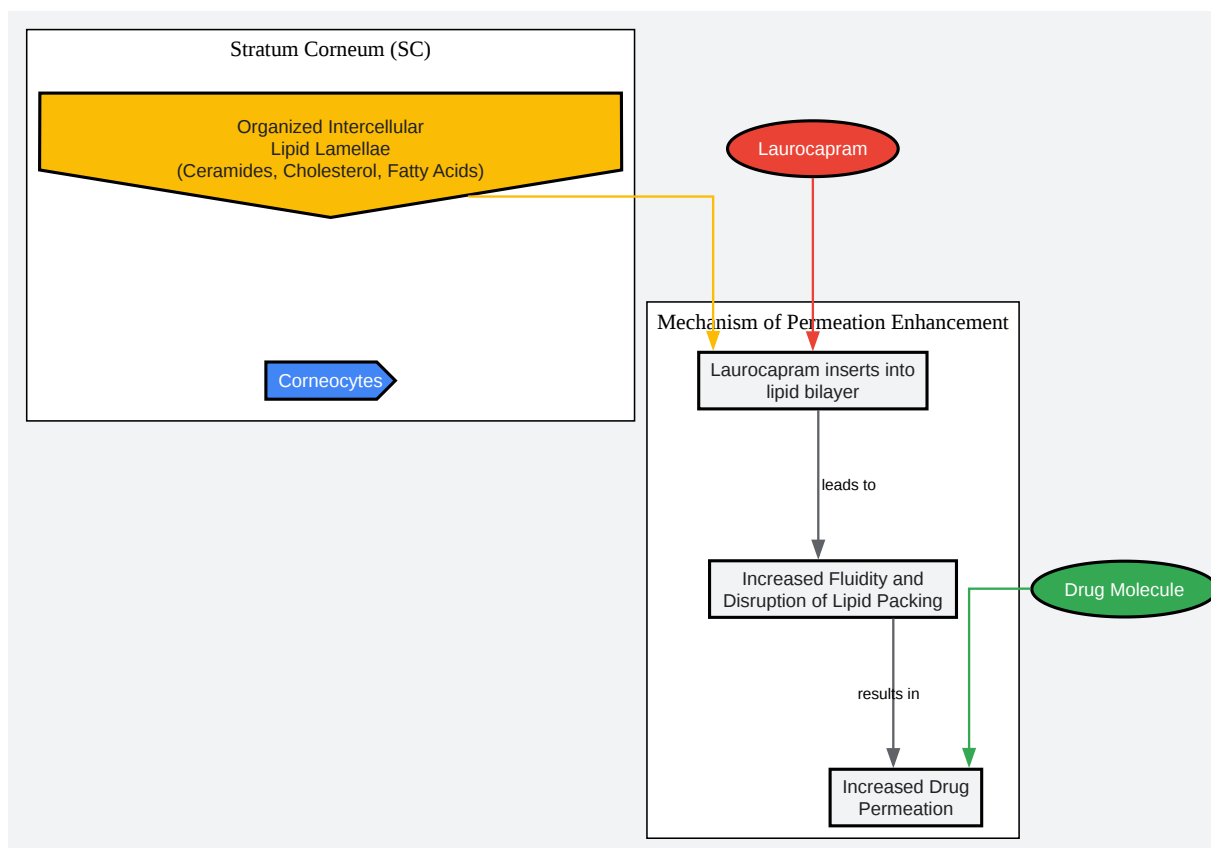 Stratum Corneum (SC)
Organized Intercellular
Lipid Lamellae
(Ceramides, Cholesterol, Fatty Acids)
Corneocytes
Laurocapram
Mechanism of Permeation Enhancement
Laurocapram inserts into
lipid bilayer
leads to
Increased Fluidity and
Disruption of Lipid Packing
Drug Molecule
results in
Increased Drug
Permeation